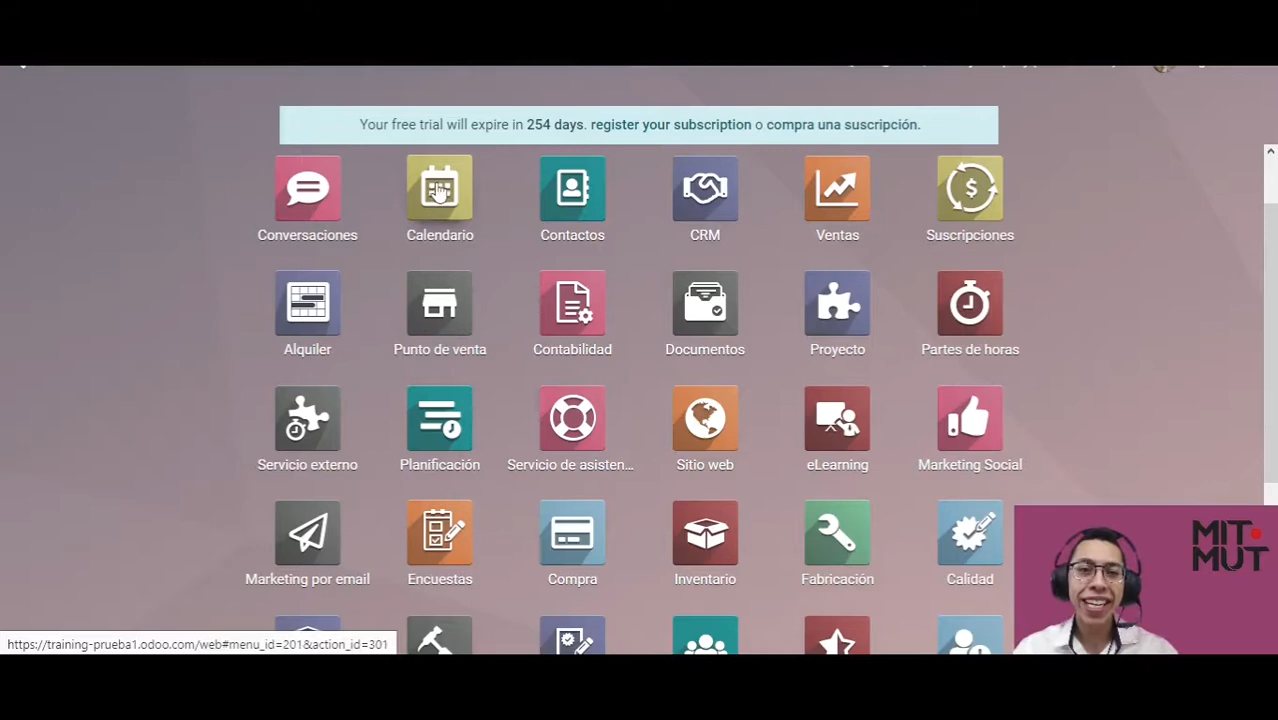 Your free trial will expire in 254 days. register your subscription o compra una suscripción.
Conversaciones
Calendario
Contactos
CRM
Ventas
Suscripciones
Alquiler
Punto de venta
Contabilidad
Documentos
Proyecto
Partes de horas
Servicio externo
Planificación
Servicio de asisten...
Sitio web
eLearning
Marketing Social
Marketing por email
Encuestas
Compra
Inventario
Fabricación
Calidad
MIT
MUT
https://training-prueba1.odoo.com/web#menu_id=201&action_id=301